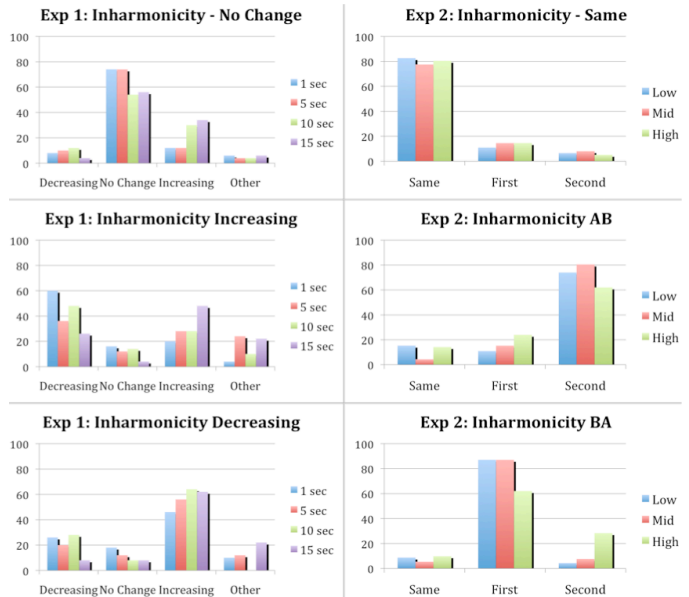 Exp 1: Inharmonicity - No Change
100
80
60
40
20
0
Decreasing No Change Increasing Other
1 sec
5 sec
10 sec
15 sec
Exp 2: Inharmonicity - Same
100
80
60
40
20
0
Same First Second
Low
Mid
High
Exp 1: Inharmonicity Increasing
100
80
60
40
20
0
Decreasing No Change Increasing Other
1 sec
5 sec
10 sec
15 sec
Exp 2: Inharmonicity AB
100
80
60
40
20
0
Same First Second
Low
Mid
High
Exp 1: Inharmonicity Decreasing
100
80
60
40
20
0
Decreasing No Change Increasing Other
1 sec
5 sec
10 sec
15 sec
Exp 2: Inharmonicity BA
100
80
60
40
20
0
Same First Second
Low
Mid
High